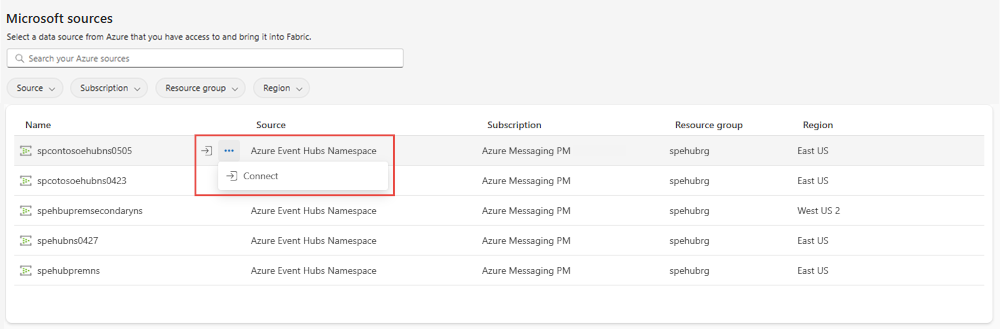 Microsoft sources
Select a data source from Azure that you have access to and bring it into Fabric.
Search your Azure sources
Source Subscription Resource group Region
Name Source Subscription Resource group Region
spcontosoehubns0505 ••• Azure Event Hubs Namespace Azure Messaging PM spehubrg East US
Connect
spcotosoehubns0423 Azure Messaging PM spehubrg East US
spehbupremsecondaryns Azure Event Hubs Namespace Azure Messaging PM spehubrg West US 2
spehubns0427 Azure Event Hubs Namespace Azure Messaging PM spehubrg East US
spehubpremns Azure Event Hubs Namespace Azure Messaging PM spehubrg East US